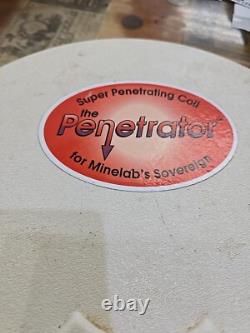 Super Penetrating Coil
the
Penetrator
for Minelab's Sovereign
ebay